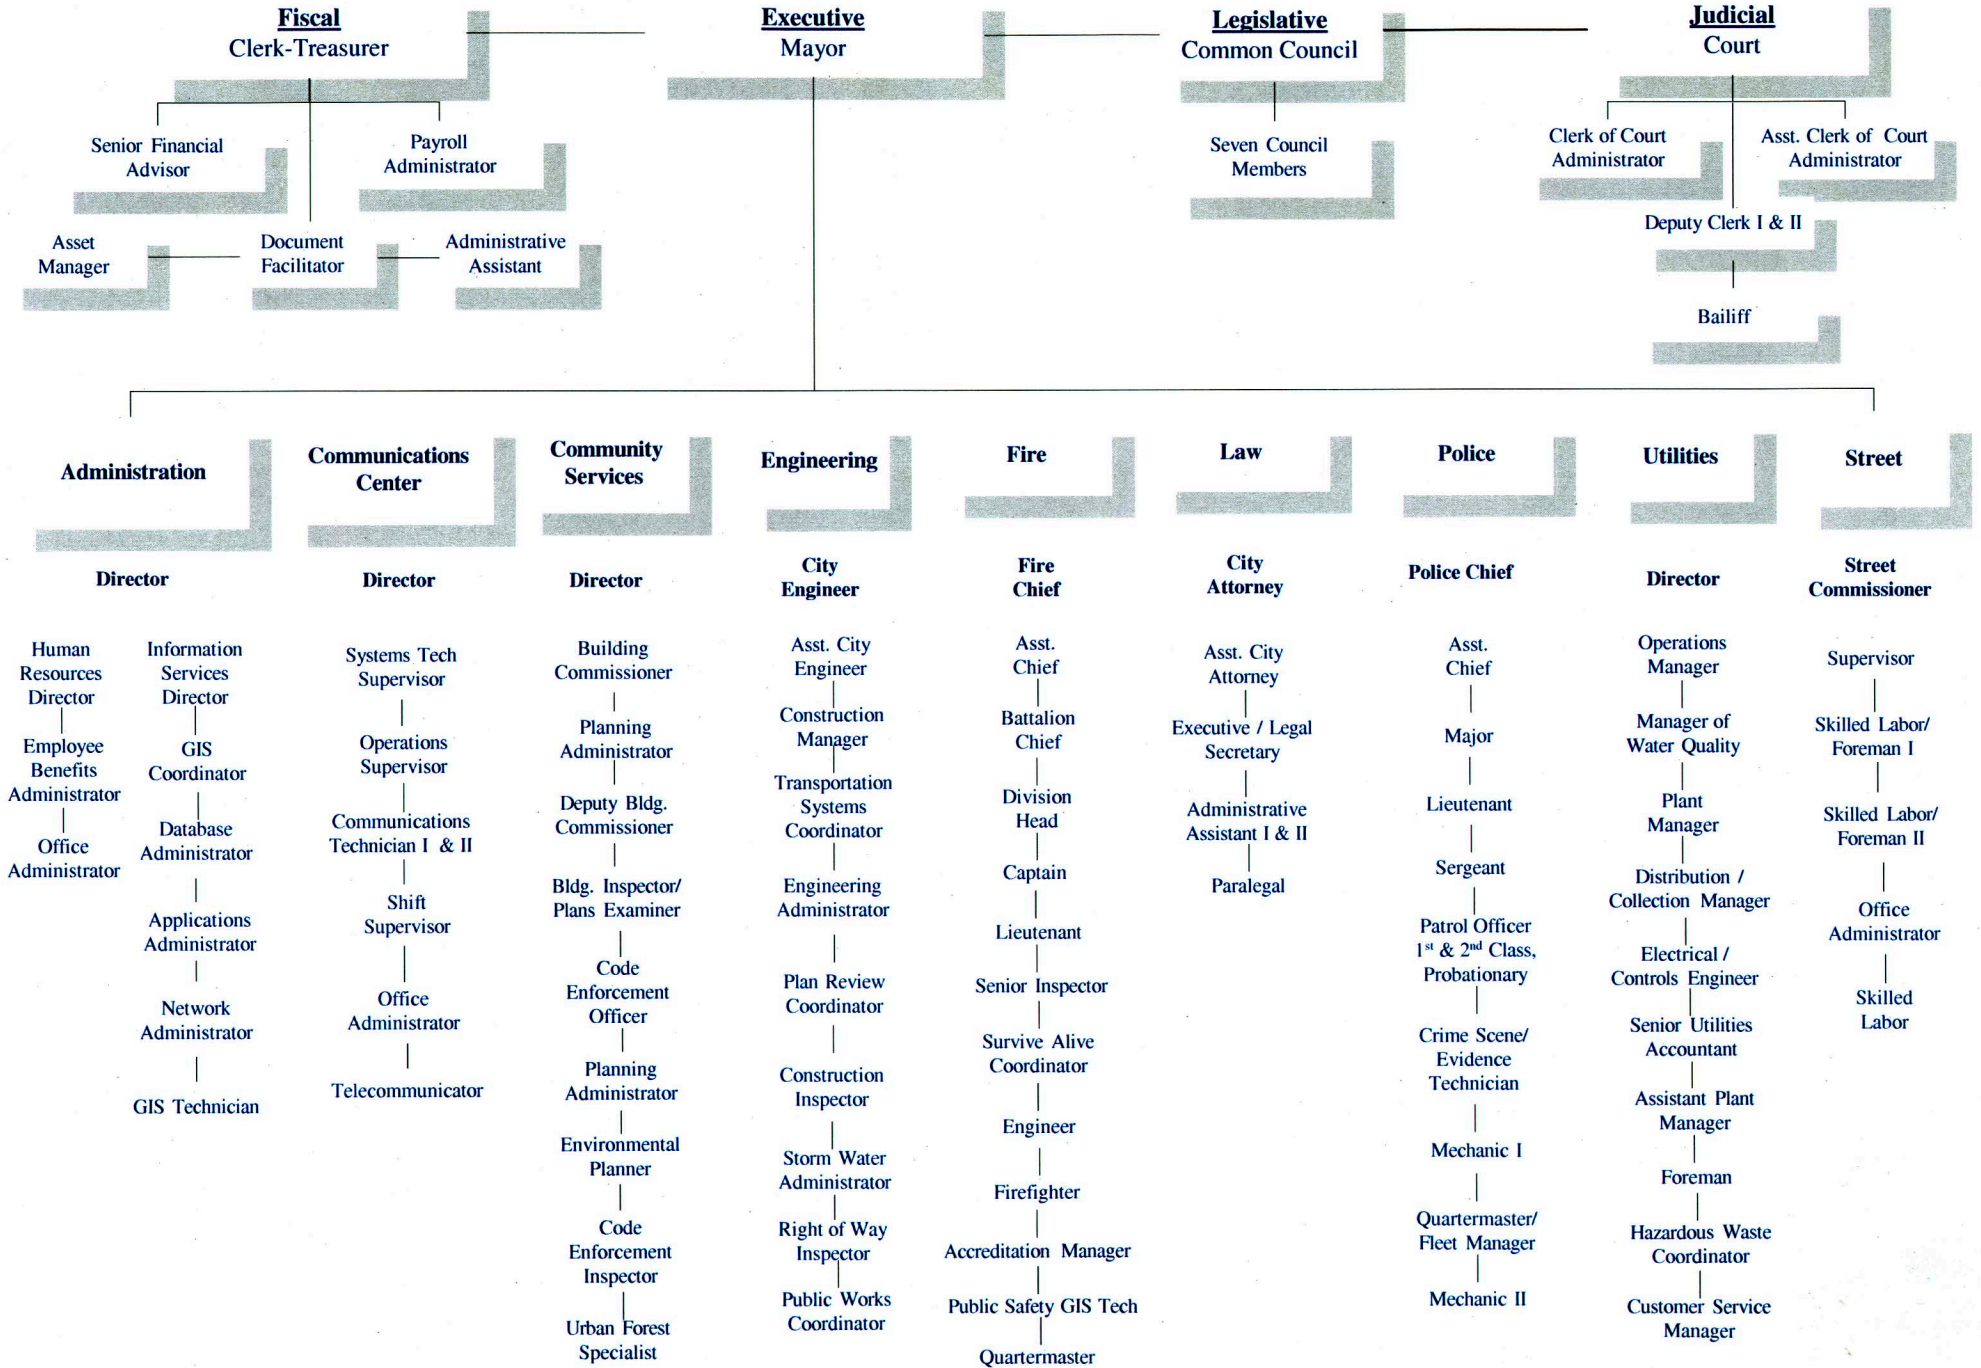 Fiscal
Clerk-Treasurer
Executive
Mayor
Legislative
Common Council
Judicial
Court
Senior Financial
Advisor
Payroll
Administrator
Seven Council
Members
Clerk of Court
Administrator
Asst. Clerk of Court
Administrator
Asset
Manager
Document
Facilitator
Administrative
Assistant
Deputy Clerk I & II
Bailiff
Administration
Director
Human
Resources
Director
Employee
Benefits
Administrator
Office
Administrator
Information
Services
Director
GIS
Coordinator
Database
Administrator
Applications
Administrator
Network
Administrator
GIS Technician
Communications
Center
Director
Systems Tech
Supervisor
Operations
Supervisor
Communications
Technician I & II
Shift
Supervisor
Office
Administrator
Telecommunicator
Community
Services
Director
Building
Commissioner
Planning
Administrator
Deputy Bldg.
Commissioner
Bldg. Inspector/
Plans Examiner
Code
Enforcement
Officer
Planning
Administrator
Environmental
Planner
Code
Enforcement
Inspector
Urban Forest
Specialist
Engineering
City
Engineer
Asst. City
Engineer
Construction
Manager
Transportation
Systems
Coordinator
Engineering
Administrator
Plan Review
Coordinator
Construction
Inspector
Storm Water
Administrator
Right of Way
Inspector
Public Works
Coordinator
Fire
Fire
Chief
Asst.
Chief
Battalion
Chief
Division
Head
Captain
Lieutenant
Senior Inspector
Survive Alive
Coordinator
Engineer
Firefighter
Accreditation Manager
Public Safety GIS Tech
Quartermaster
Law
City
Attorney
Asst. City
Attorney
Executive / Legal
Secretary
Administrative
Assistant I & II
Paralegal
Police
Police Chief
Asst.
Chief
Major
Lieutenant
Sergeant
Patrol Officer
1st & 2nd Class,
Probationary
Crime Scene/
Evidence
Technician
Mechanic I
Quartermaster/
Fleet Manager
Mechanic II
Utilities
Director
Operations
Manager
Manager of
Water Quality
Plant
Manager
Distribution /
Collection Manager
Electrical /
Controls Engineer
Senior Utilities
Accountant
Assistant Plant
Manager
Foreman
Hazardous Waste
Coordinator
Customer Service
Manager
Street
Street
Commissioner
Supervisor
Skilled Labor/
Foreman I
Skilled Labor/
Foreman II
Office
Administrator
Skilled
Labor